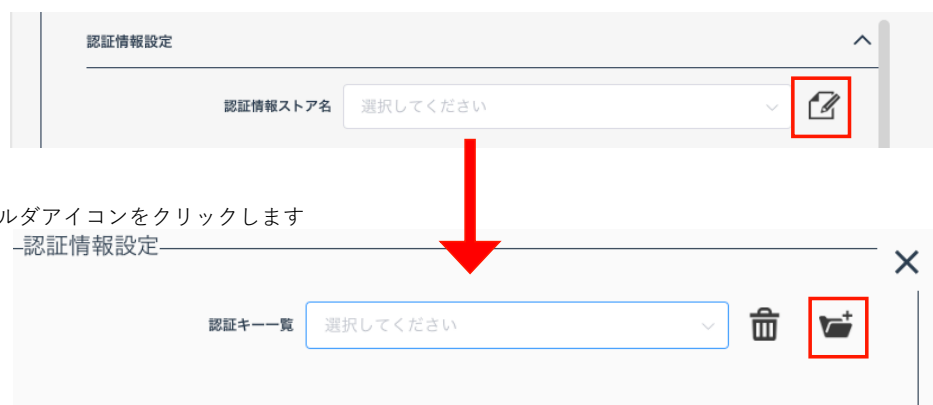 認証情報設定
認証情報ストア名 選択してください
ルダアイコンをクリックします
認証情報設定
認証キー一覧 選択してください